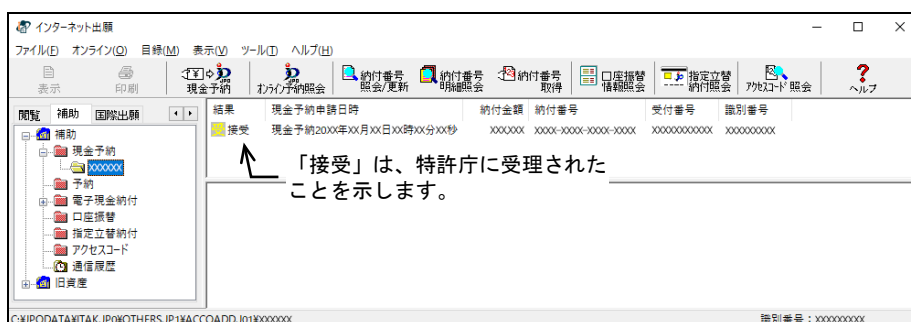 インターネット出願
ファイル(F) オンライン(O) 目録(M) 表示(V) ツール(T) ヘルプ(H)
表示 印刷 現金予納 オンライン予納照会 納付番号照会/更新 納付番号明細照会 納付番号取得 口座振替情報照会 指定立替納付照会 アクセスコード照会 ヘルプ
閲覧 補助 国際出願
結果 現金予納申請日時 納付金額 納付番号 受付番号 識別番号
接受 現金予納20XX年XX月XX日XX時XX分XX秒 XXXXXX XXXX-XXXX-XXXX-XXXX XXXXXXXXXXX XXXXXXXXX
補助
現金予納
XXXXXX
予納
電子現金納付
口座振替
指定立替納付
アクセスコード
通信履歴
旧資産
「接受」は、特許庁に受理された
ことを示します。
C:¥JPODATA¥ITAK.JP0¥OTHERS.JP1¥ACCOADD.J01¥XXXXXX 識別番号：XXXXXXXXX